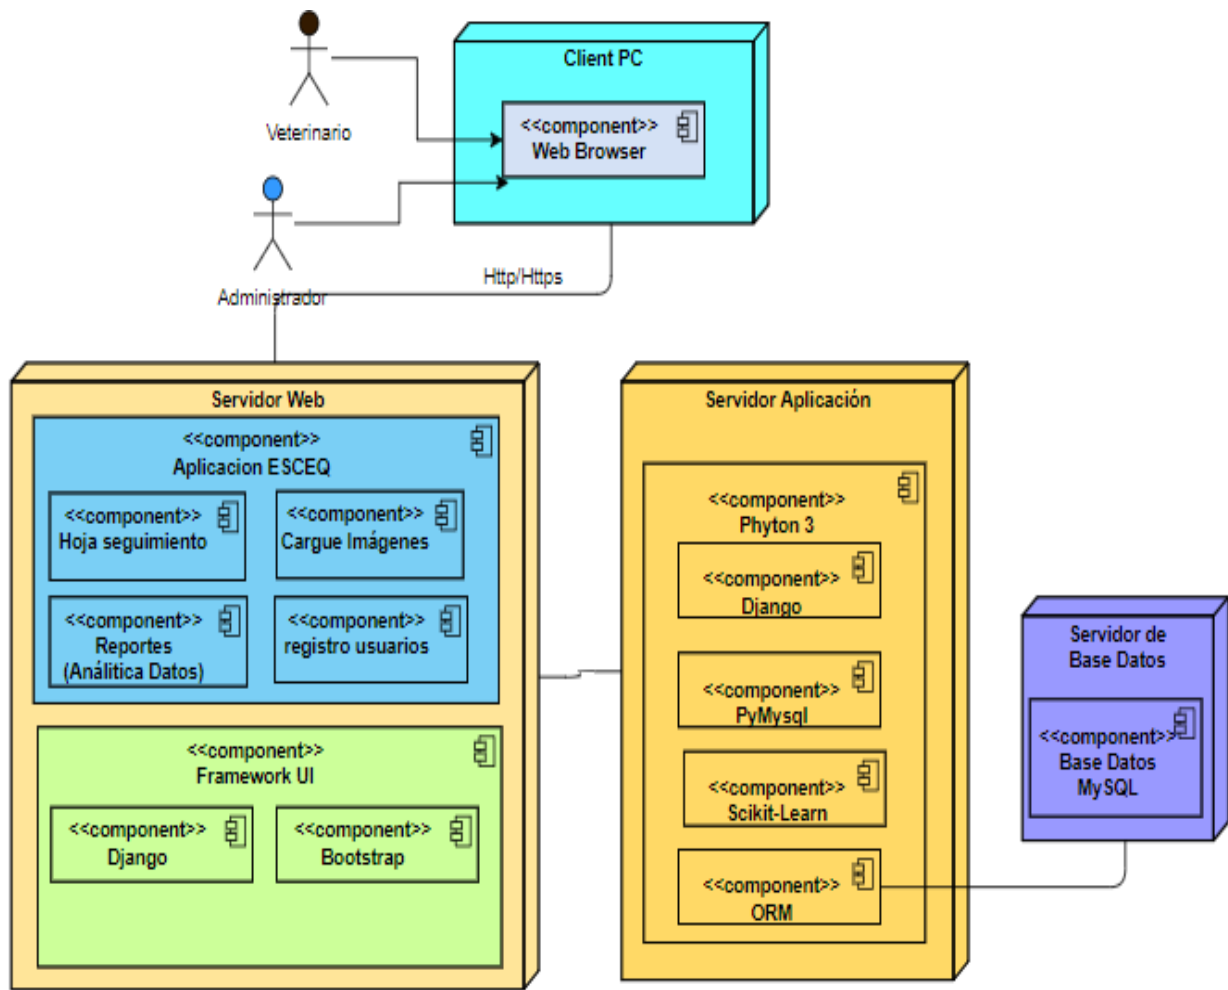 Veterinario
Client PC
<<component>>
Web Browser
Administrador
Http/Https
Servidor Web
<<component>>
Aplicacion ESCEQ
<<component>>
Hoja seguimiento
<<component>>
Cargue Imágenes
<<component>>
Reportes
(Análitica Datos)
<<component>>
registro usuarios
<<component>>
Framework UI
<<component>>
Django
<<component>>
Bootstrap
Servidor Aplicación
<<component>>
Phyton 3
<<component>>
Django
<<component>>
PyMysql
<<component>>
Scikit-Learn
<<component>>
ORM
Servidor de
Base Datos
<<component>>
Base Datos
MySQL